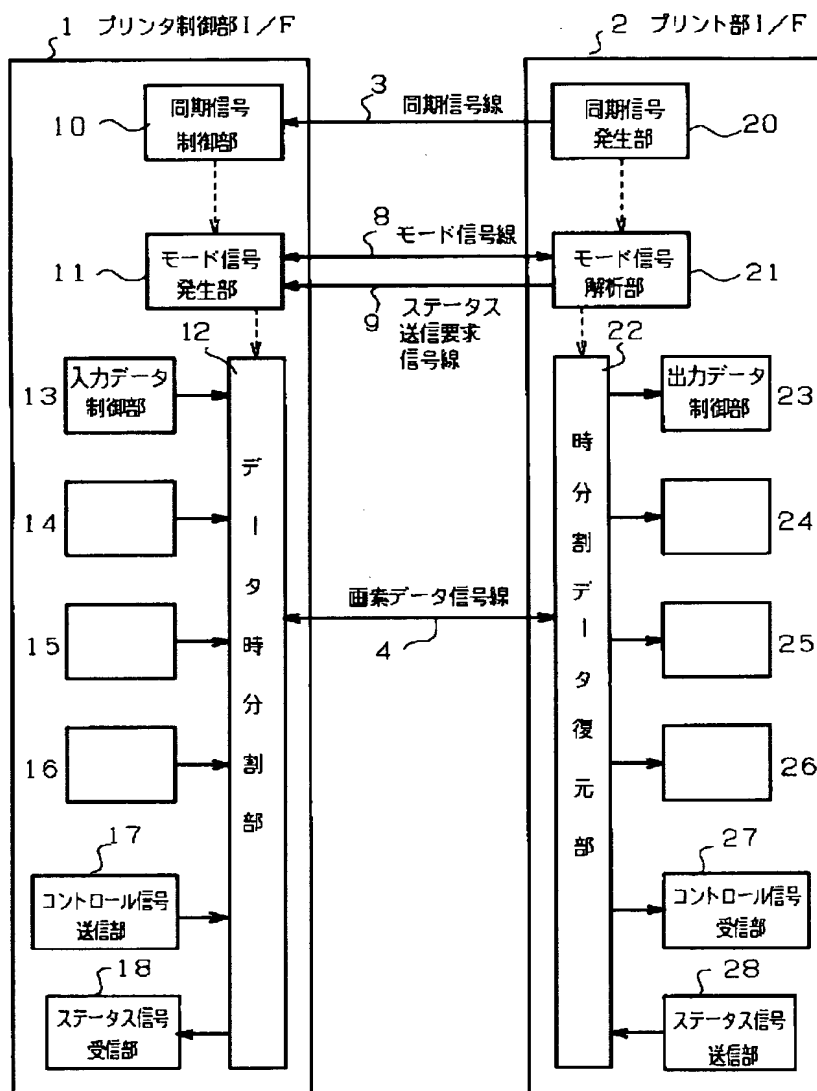 1 プリンタ制御部I/F
2 プリント部I/F
同期信号
制御部
10
3
同期信号線
同期信号
発生部
20
モード信号
発生部
11
8
モード信号線
9
ステータス
送信要求
信号線
モード信号
解析部
21
12
22
入力データ
制御部
13
出力データ
制御部
23
データ時分割部
時分割データ復元部
14
24
画素データ信号線
4
15
25
16
26
17
コントロール信号
送信部
27
コントロール信号
受信部
18
ステータス信号
受信部
28
ステータス信号
送信部